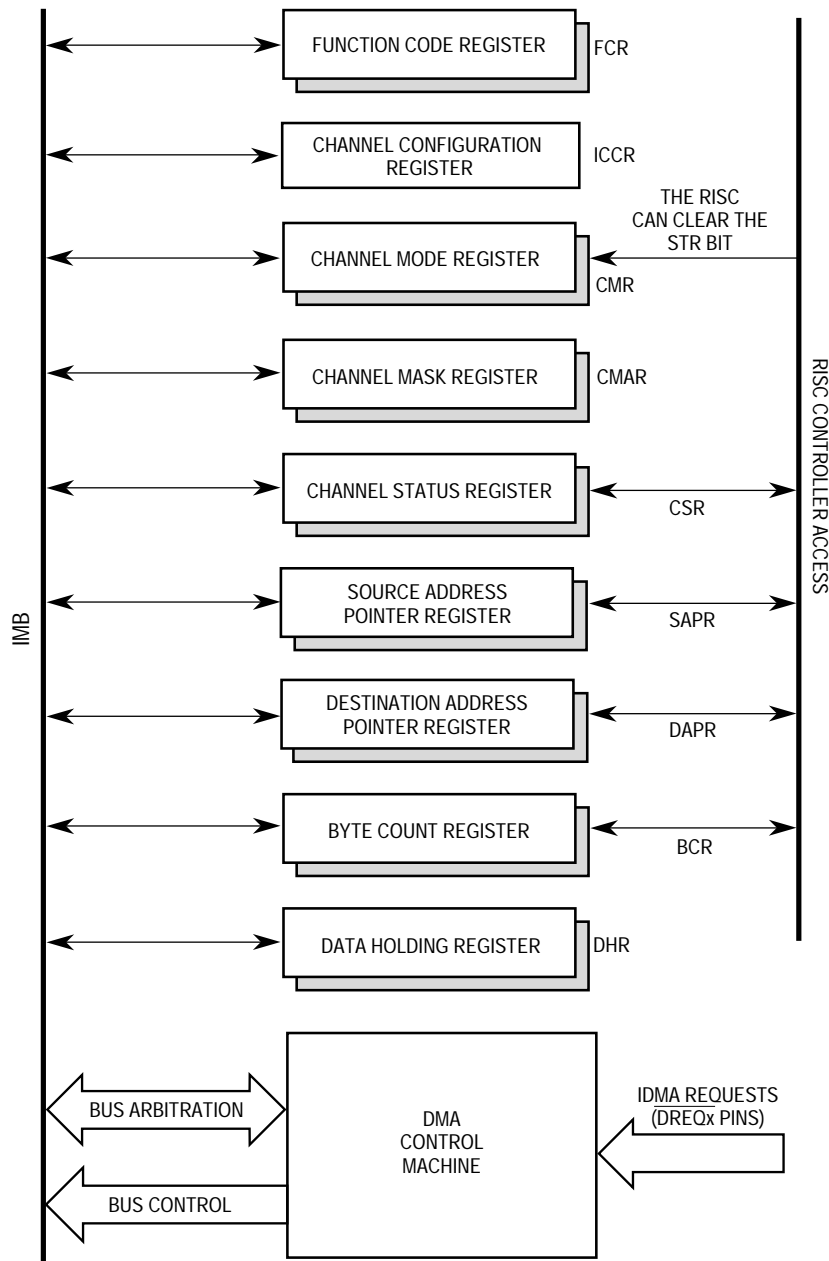 FUNCTION CODE REGISTER
FCR
CHANNEL CONFIGURATION
REGISTER
ICCR
THE RISC
CAN CLEAR THE
STR BIT
CHANNEL MODE REGISTER
CMR
CHANNEL MASK REGISTER
CMAR
RISC CONTROLLER ACCESS
CHANNEL STATUS REGISTER
CSR
IMB
SOURCE ADDRESS
POINTER REGISTER
SAPR
DESTINATION ADDRESS
POINTER REGISTER
DAPR
BYTE COUNT REGISTER
BCR
DATA HOLDING REGISTER
DHR
BUS ARBITRATION
DMA
CONTROL
MACHINE
IDMA REQUESTS
(DREQx PINS)
BUS CONTROL